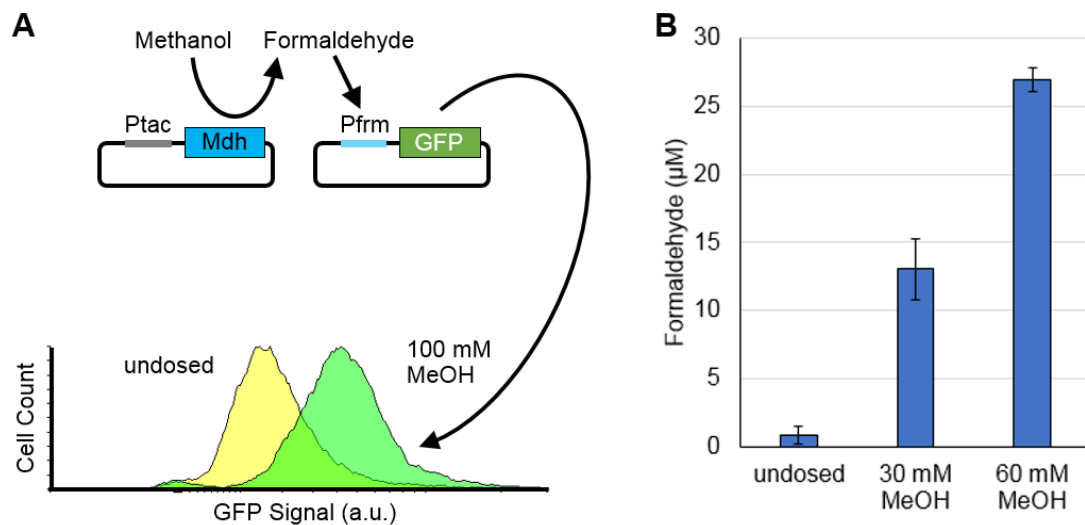 A
Methanol
Formaldehyde
Ptac
Mdh
Pfrm
GFP
undosed
100 mM
MeOH
Cell Count
GFP Signal (a.u.)
B
Formaldehyde (µM)
30
25
20
15
10
5
0
undosed
30 mM
MeOH
60 mM
MeOH